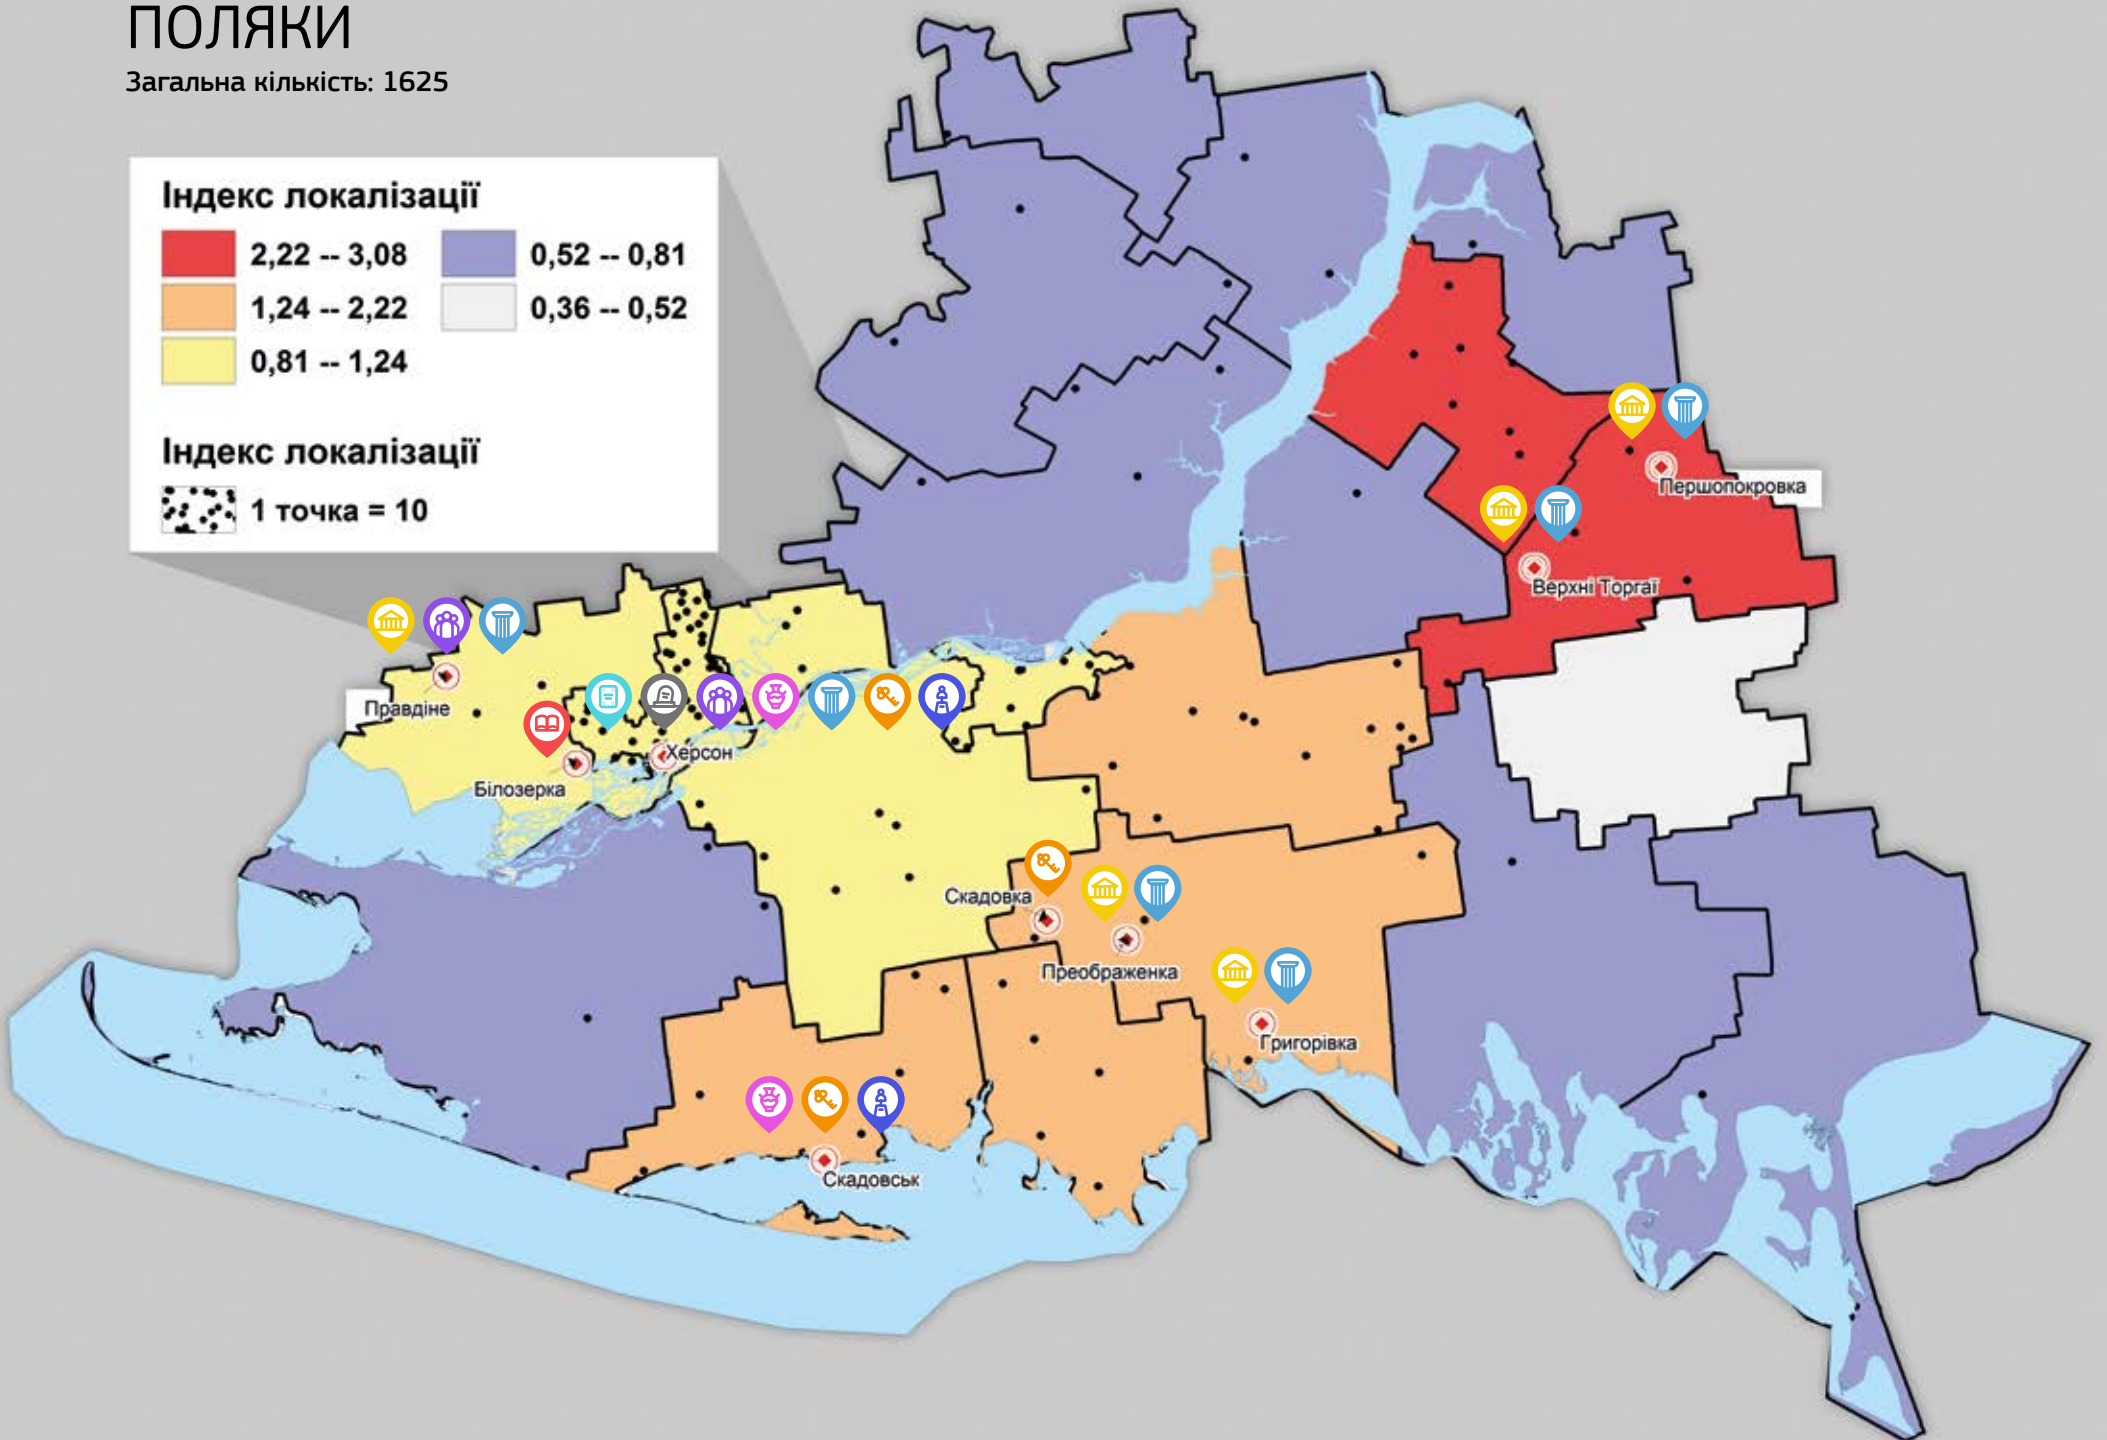 ПОЛЯКИ
Загальна кількість: 1625
Індекс локалізації
2,22 -- 3,08
0,52 -- 0,81
1,24 -- 2,22
0,36 -- 0,52
0,81 -- 1,24
Індекс локалізації
1 точка = 10
Першопокровка
Верхні Торгаї
Правдіне
Херсон
Білозерка
Скадовка
Преображенка
Григорівка
Скадовськ